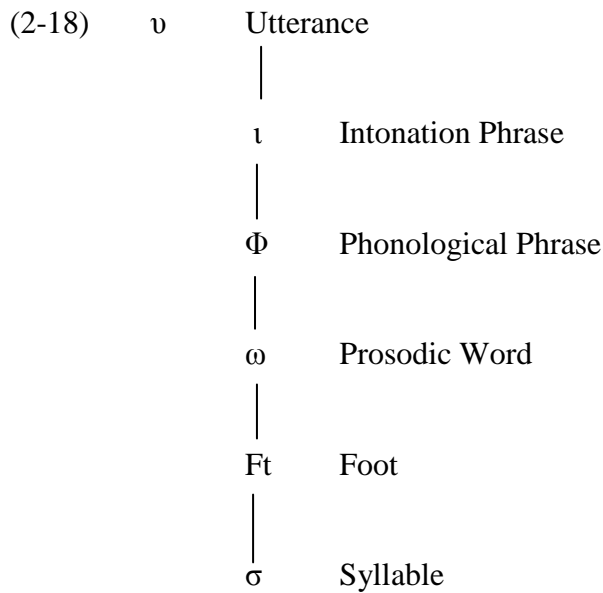 (2-18) υ Utterance
ι Intonation Phrase
Φ Phonological Phrase
ω Prosodic Word
Ft Foot
σ Syllable